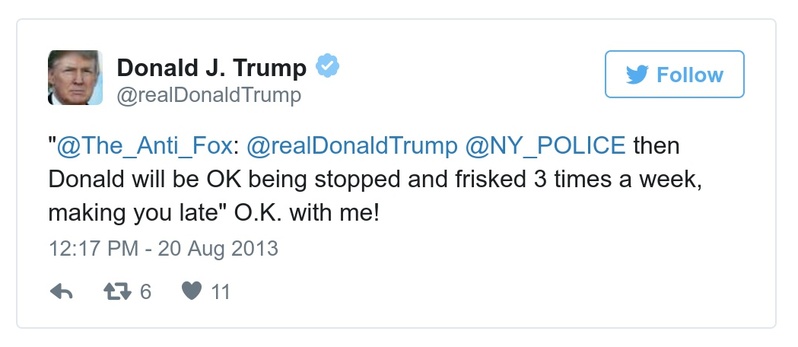 Donald J. Trump
@realDonaldTrump
Follow
"@The_Anti_Fox: @realDonaldTrump @NY_POLICE then
Donald will be OK being stopped and frisked 3 times a week,
making you late" O.K. with me!
12:17 PM - 20 Aug 2013
6 11